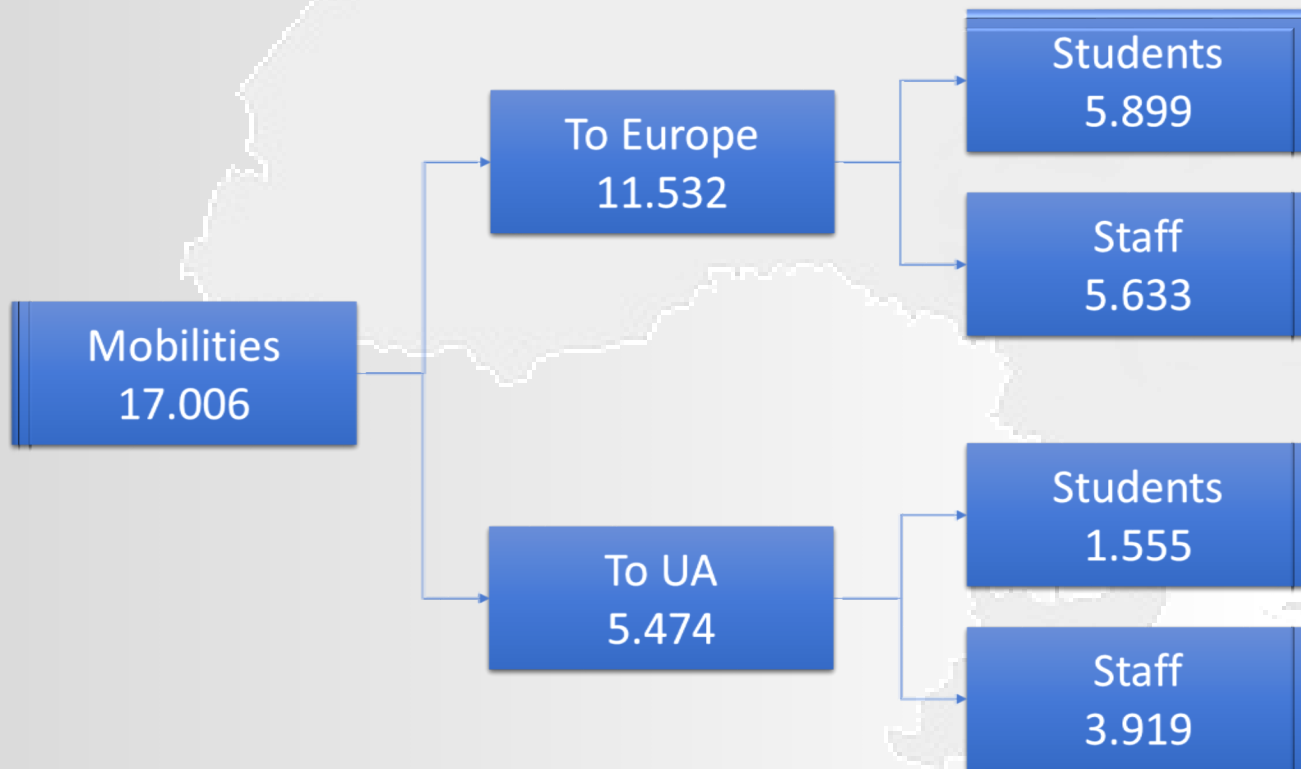 Mobilities
17.006
To Europe
11.532
Students
5.899
Staff
5.633
To UA
5.474
Students
1.555
Staff
3.919